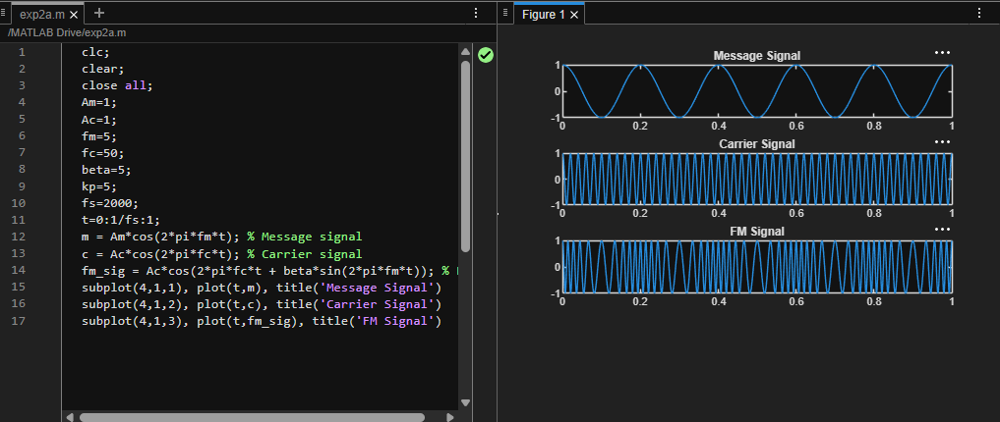 exp2a.m
/MATLAB Drive/exp2a.m
1 clc;
2 clear;
3 close all;
4 Am=1;
5 Ac=1;
6 fm=5;
7 fc=50;
8 beta=5;
9 kp=5;
10 fs=2000;
11 t=0:1/fs:1;
12 m = Am*cos(2*pi*fm*t); % Message signal
13 c = Ac*cos(2*pi*fc*t); % Carrier signal
14 fm_sig = Ac*cos(2*pi*fc*t + beta*sin(2*pi*fm*t)); %
15 subplot(4,1,1), plot(t,m), title('Message Signal')
16 subplot(4,1,2), plot(t,c), title('Carrier Signal')
17 subplot(4,1,3), plot(t,fm_sig), title('FM Signal')
Figure 1
Message Signal
1
0
-1
0 0.2 0.4 0.6 0.8 1
Carrier Signal
1
0
-1
0 0.2 0.4 0.6 0.8 1
FM Signal
1
0
-1
0 0.2 0.4 0.6 0.8 1